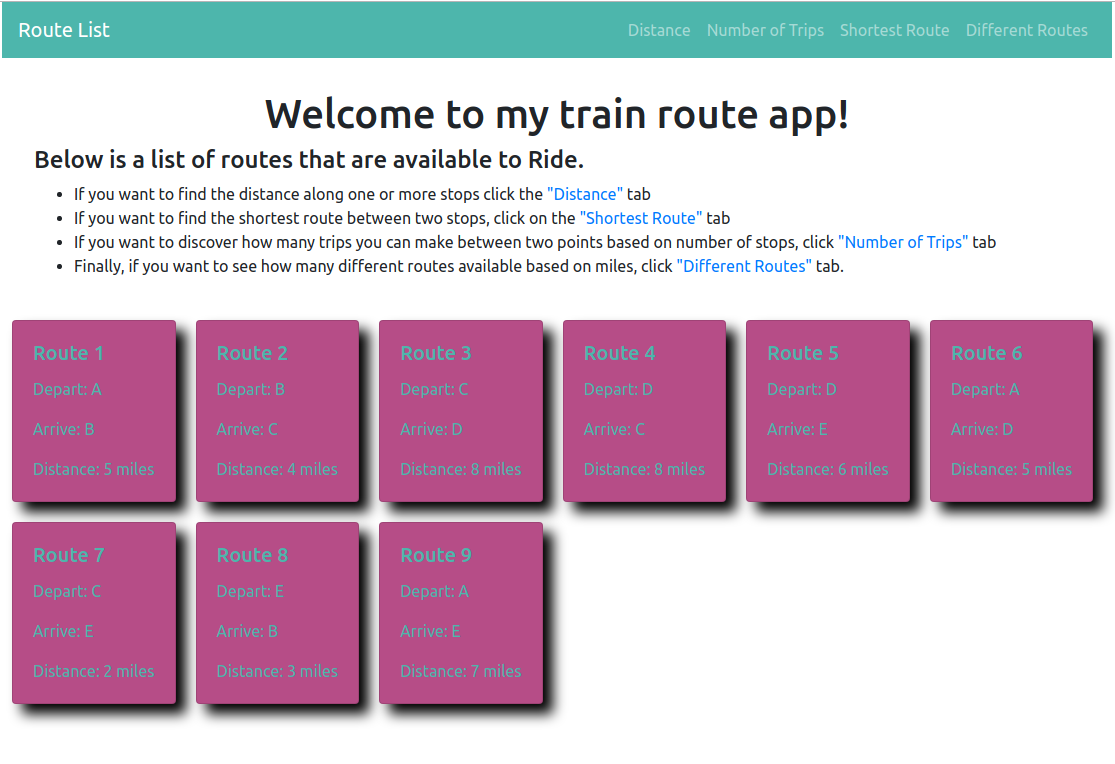 Route List Distance Number of Trips Shortest Route Different Routes
Welcome to my train route app!
Below is a list of routes that are available to Ride.
If you want to find the distance along one or more stops click the "Distance" tab
If you want to find the shortest route between two stops, click on the "Shortest Route" tab
If you want to discover how many trips you can make between two points based on number of stops, click "Number of Trips" tab
Finally, if you want to see how many different routes available based on miles, click "Different Routes" tab.
Route 1
Depart: A
Arrive: B
Distance: 5 miles
Route 2
Depart: B
Arrive: C
Distance: 4 miles
Route 3
Depart: C
Arrive: D
Distance: 8 miles
Route 4
Depart: D
Arrive: C
Distance: 8 miles
Route 5
Depart: D
Arrive: E
Distance: 6 miles
Route 6
Depart: A
Arrive: D
Distance: 5 miles
Route 7
Depart: C
Arrive: E
Distance: 2 miles
Route 8
Depart: E
Arrive: B
Distance: 3 miles
Route 9
Depart: A
Arrive: E
Distance: 7 miles